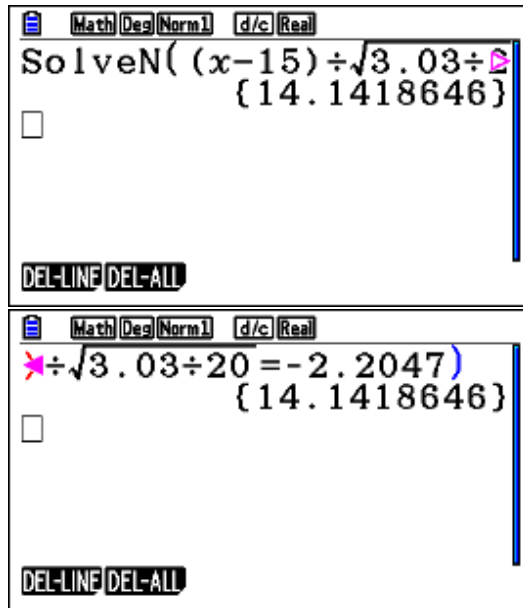 Math Deg Norm1 d/c Real
SolveN( (x-15)÷√3.03÷2
{14.1418646}
DEL-LINE DEL-ALL
Math Deg Norm1 d/c Real
÷√3.03÷20=-2.2047)
{14.1418646}
DEL-LINE DEL-ALL